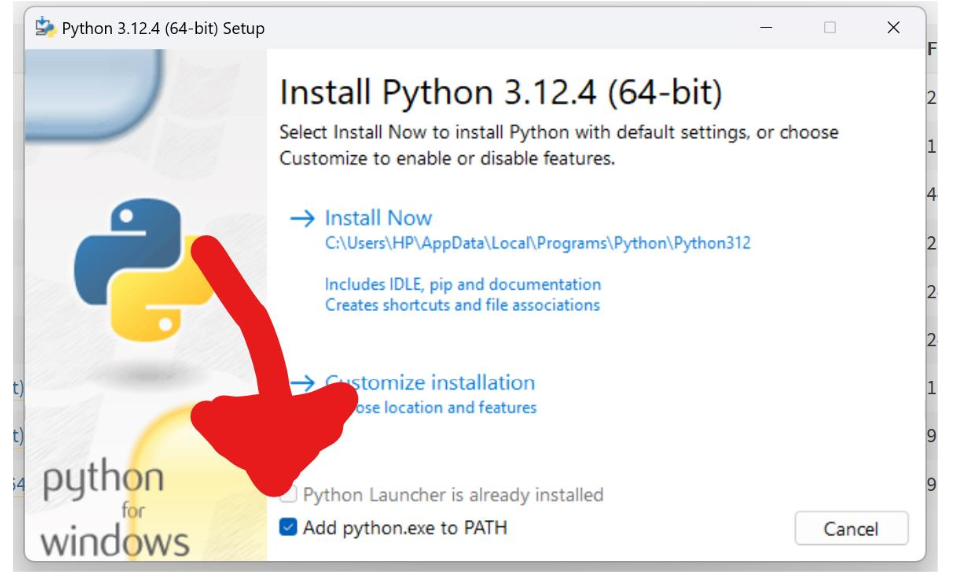 Python 3.12.4 (64-bit) Setup
Install Python 3.12.4 (64-bit)
Select Install Now to install Python with default settings, or choose
Customize to enable or disable features.
Install Now
C:\Users\HP\AppData\Local\Programs\Python\Python312
Includes IDLE, pip and documentation
Creates shortcuts and file associations
Customize installation
location and features
Python Launcher is already installed
Add python.exe to PATH
Cancel
python
for
windows